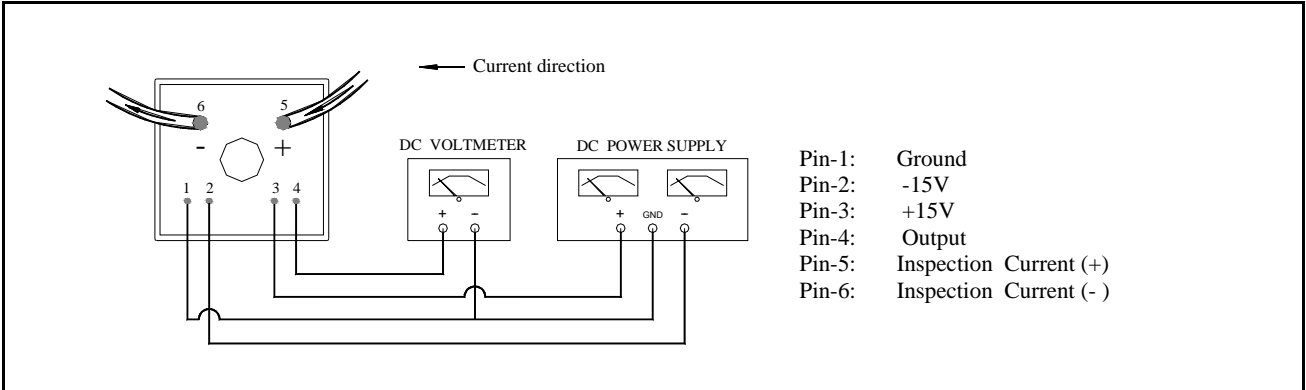 Current direction
6 5
- +
1 2 3 4
DC VOLTMETER
+ -
DC POWER SUPPLY
+ GND -
Pin-1: Ground
Pin-2: -15V
Pin-3: +15V
Pin-4: Output
Pin-5: Inspection Current (+)
Pin-6: Inspection Current (- )